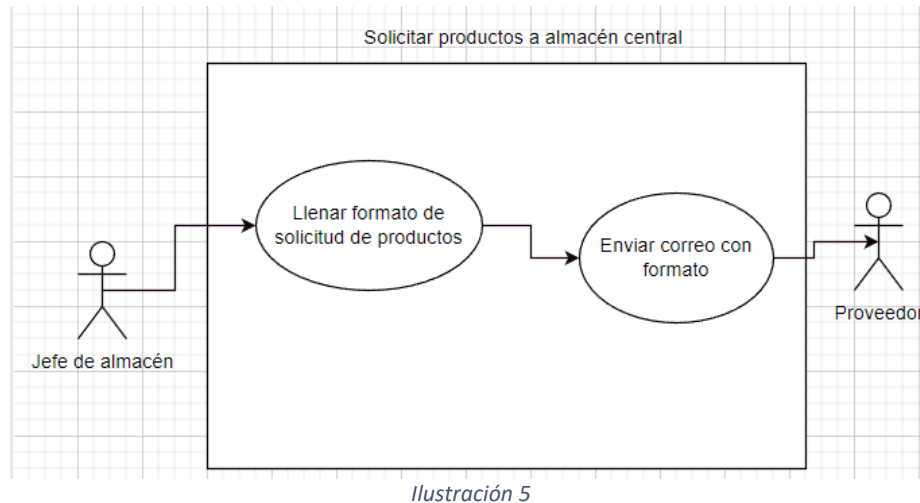 Solicitar productos a almacén central
Llenar formato de
solicitud de productos
Enviar correo con
formato
Jefe de almacén
Proveedor
Ilustración 5